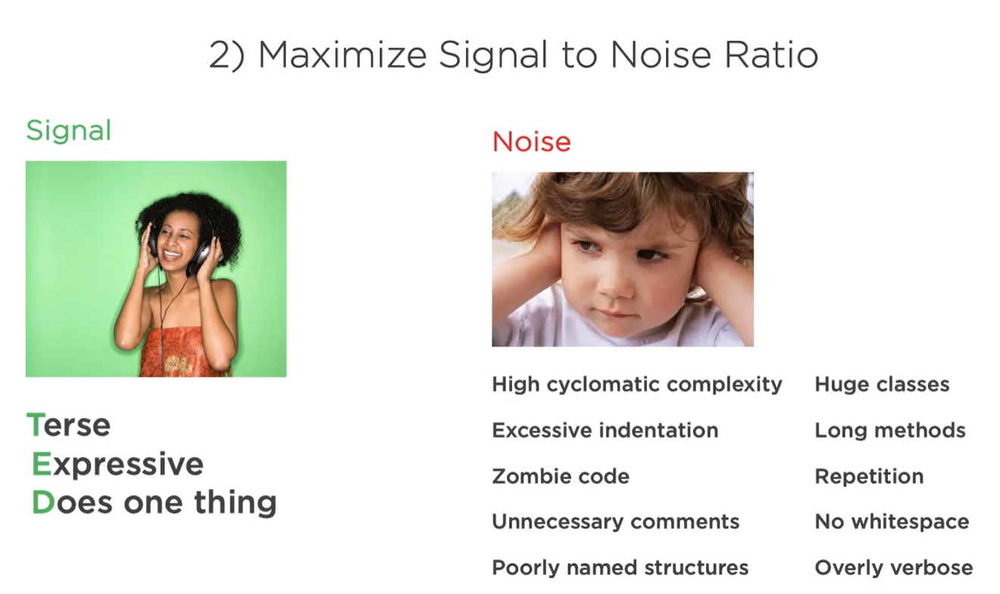 2) Maximize Signal to Noise Ratio
Signal
Terse
Expressive
Does one thing
Noise
High cyclomatic complexity
Excessive indentation
Zombie code
Unnecessary comments
Poorly named structures
Huge classes
Long methods
Repetition
No whitespace
Overly verbose